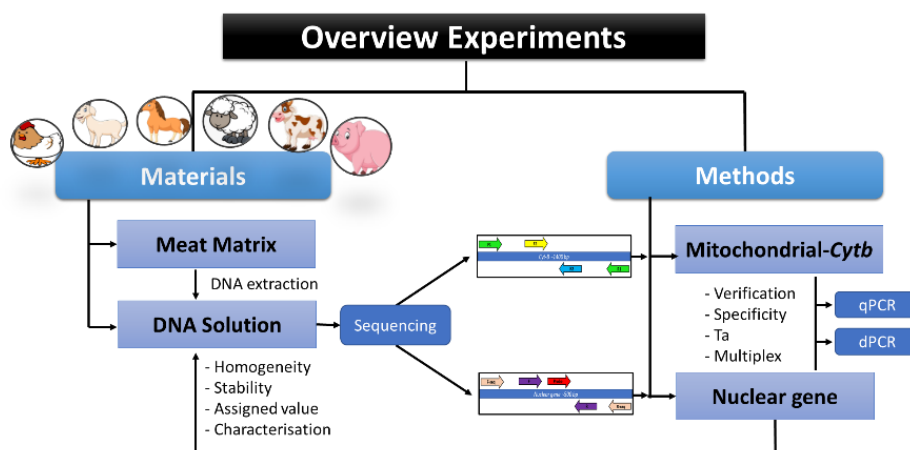 Overview Experiments
Materials
Methods
Meat Matrix
Mitochondrial-Cytb
DNA extraction
- Verification
- Specificity
- Ta
- Multiplex
qPCR
dPCR
DNA Solution
Sequencing
- Homogeneity
- Stability
- Assigned value
- Characterisation
Nuclear gene